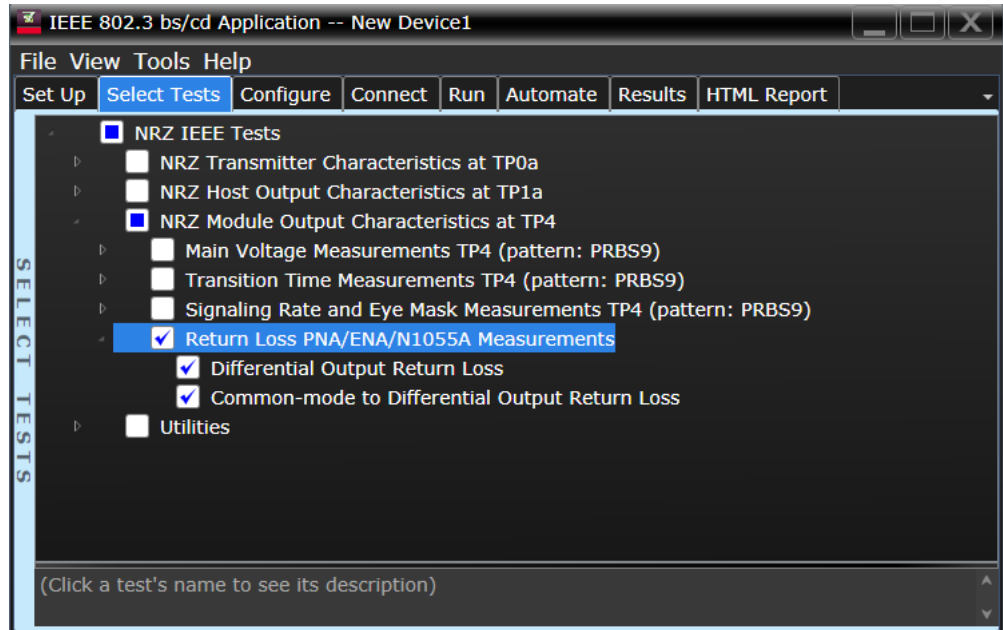 IEEE 802.3 bs/cd Application -- New Device1
File View Tools Help
Set Up Select Tests Configure Connect Run Automate Results HTML Report
NRZ IEEE Tests
NRZ Transmitter Characteristics at TP0a
NRZ Host Output Characteristics at TP1a
NRZ Module Output Characteristics at TP4
Main Voltage Measurements TP4 (pattern: PRBS9)
Transition Time Measurements TP4 (pattern: PRBS9)
Signaling Rate and Eye Mask Measurements TP4 (pattern: PRBS9)
Return Loss PNA/ENA/N1055A Measurements
Differential Output Return Loss
Common-mode to Differential Output Return Loss
Utilities
SELECT TESTS
(Click a test's name to see its description)